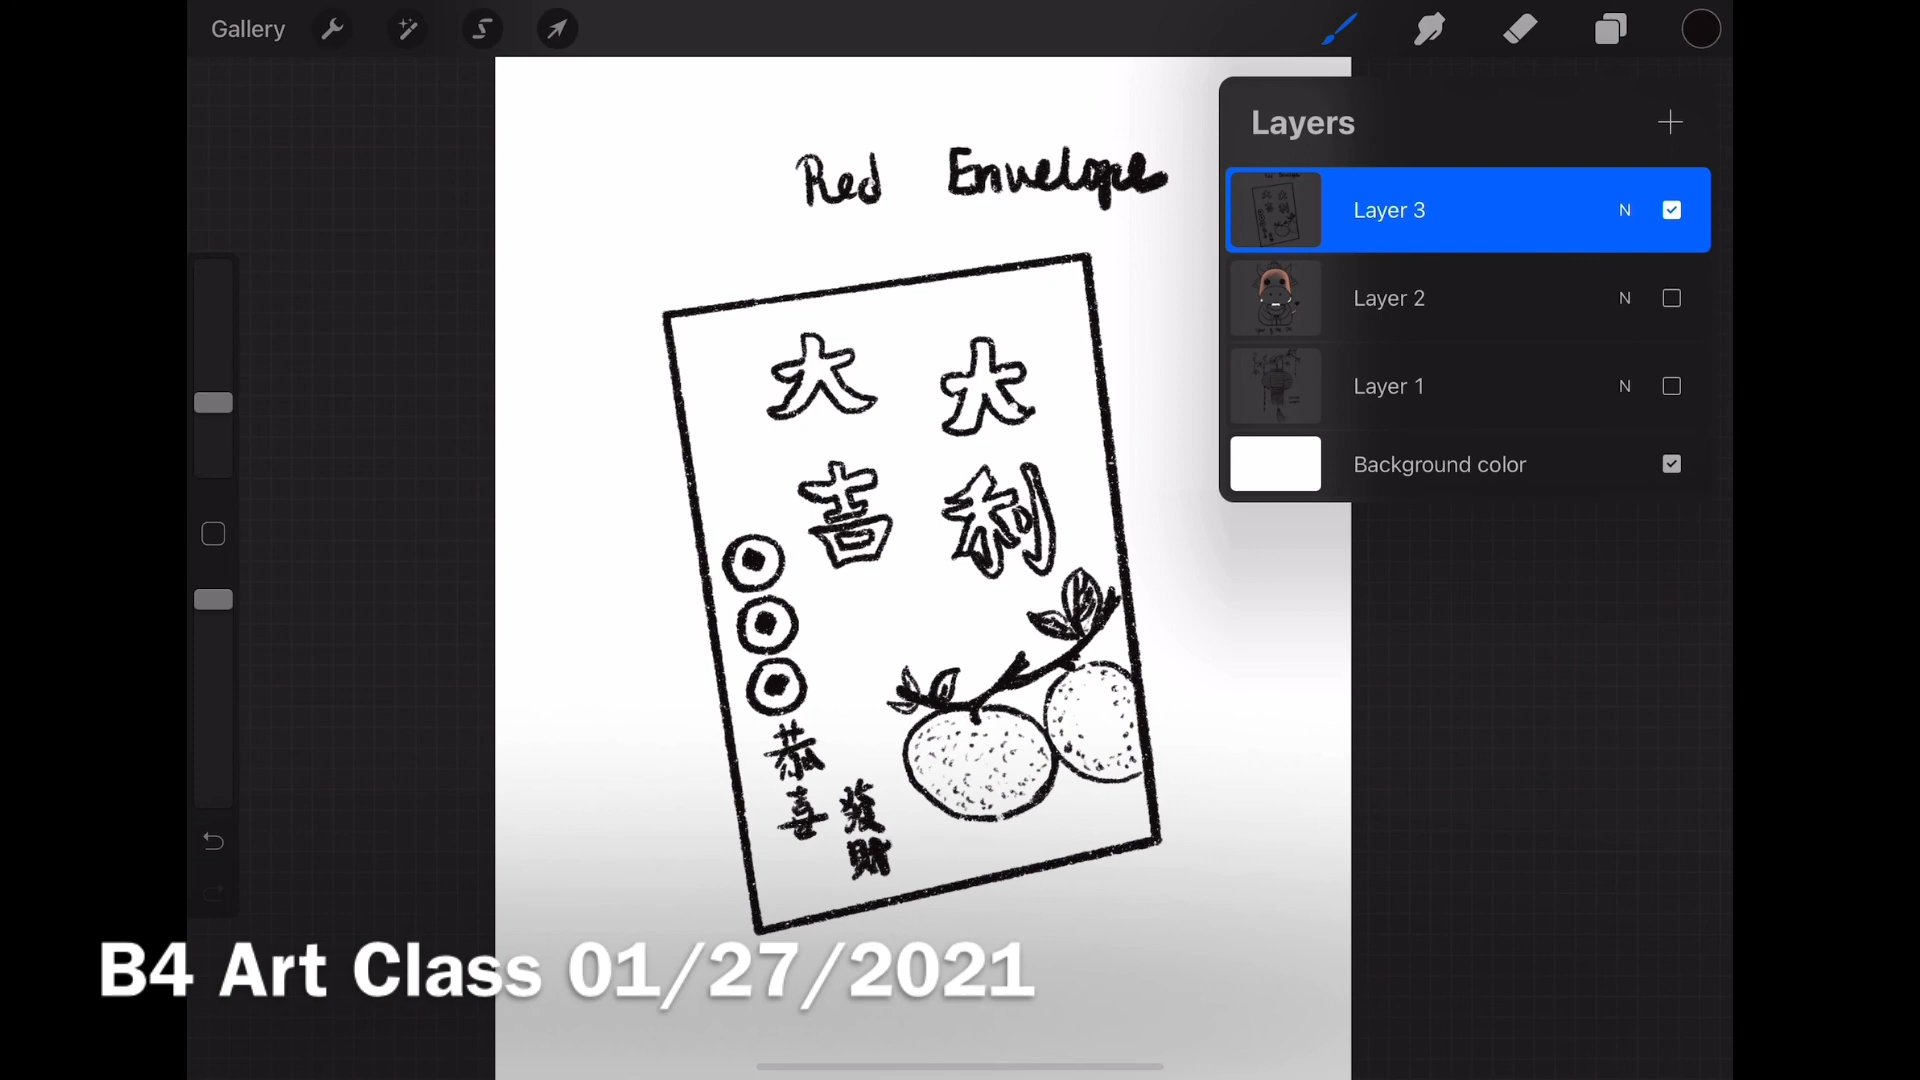 Gallery
Red Envelope
Layers
Layer 3 N
Layer 2 N
Layer 1 N
Background color
大 大
吉 利
恭
喜
發
財
B4 Art Class 01/27/2021